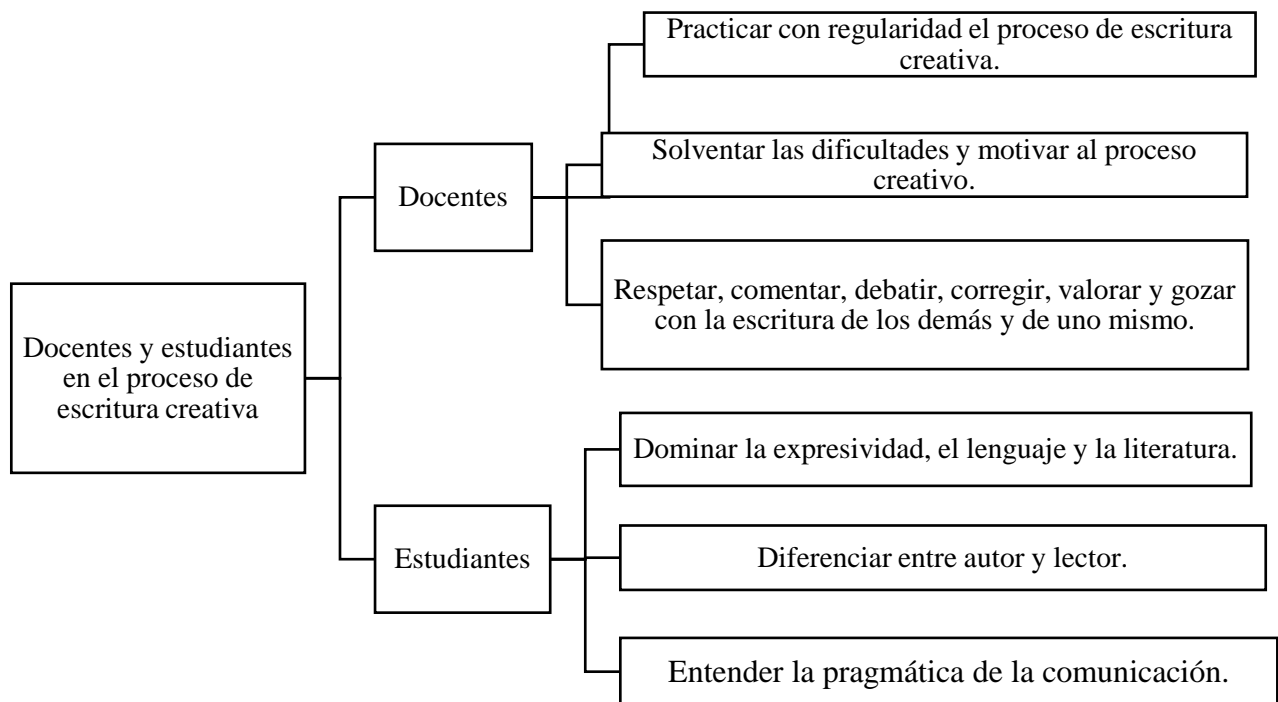 Docentes y estudiantes
en el proceso de
escritura creativa
Docentes
Practicar con regularidad el proceso de escritura
creativa.
Solventar las dificultades y motivar al proceso
creativo.
Respetar, comentar, debatir, corregir, valorar y gozar
con la escritura de los demás y de uno mismo.
Estudiantes
Dominar la expresividad, el lenguaje y la literatura.
Diferenciar entre autor y lector.
Entender la pragmática de la comunicación.